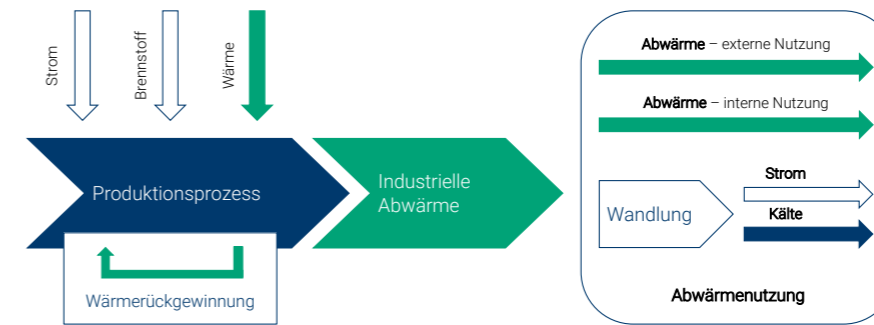 Strom
Brennstoff
Wärme
Produktionsprozess
Wärmerückgewinnung
Industrielle
Abwärme
Abwärme – externe Nutzung
Abwärme – interne Nutzung
Wandlung
Strom
Kälte
Abwärmenutzung